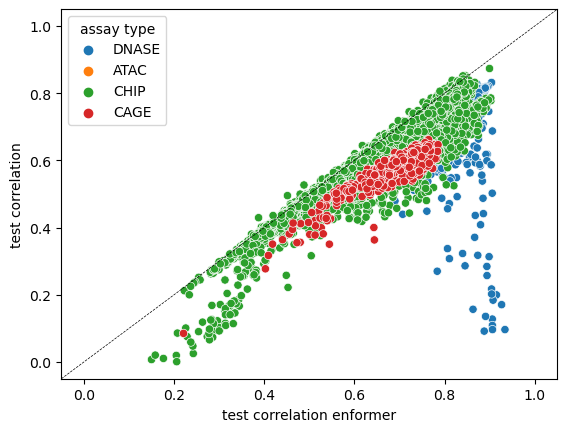 assay type
DNASE
ATAC
CHIP
CAGE
test correlation
1.0
0.8
0.6
0.4
0.2
0.0
0.0 0.2 0.4 0.6 0.8 1.0
test correlation enformer